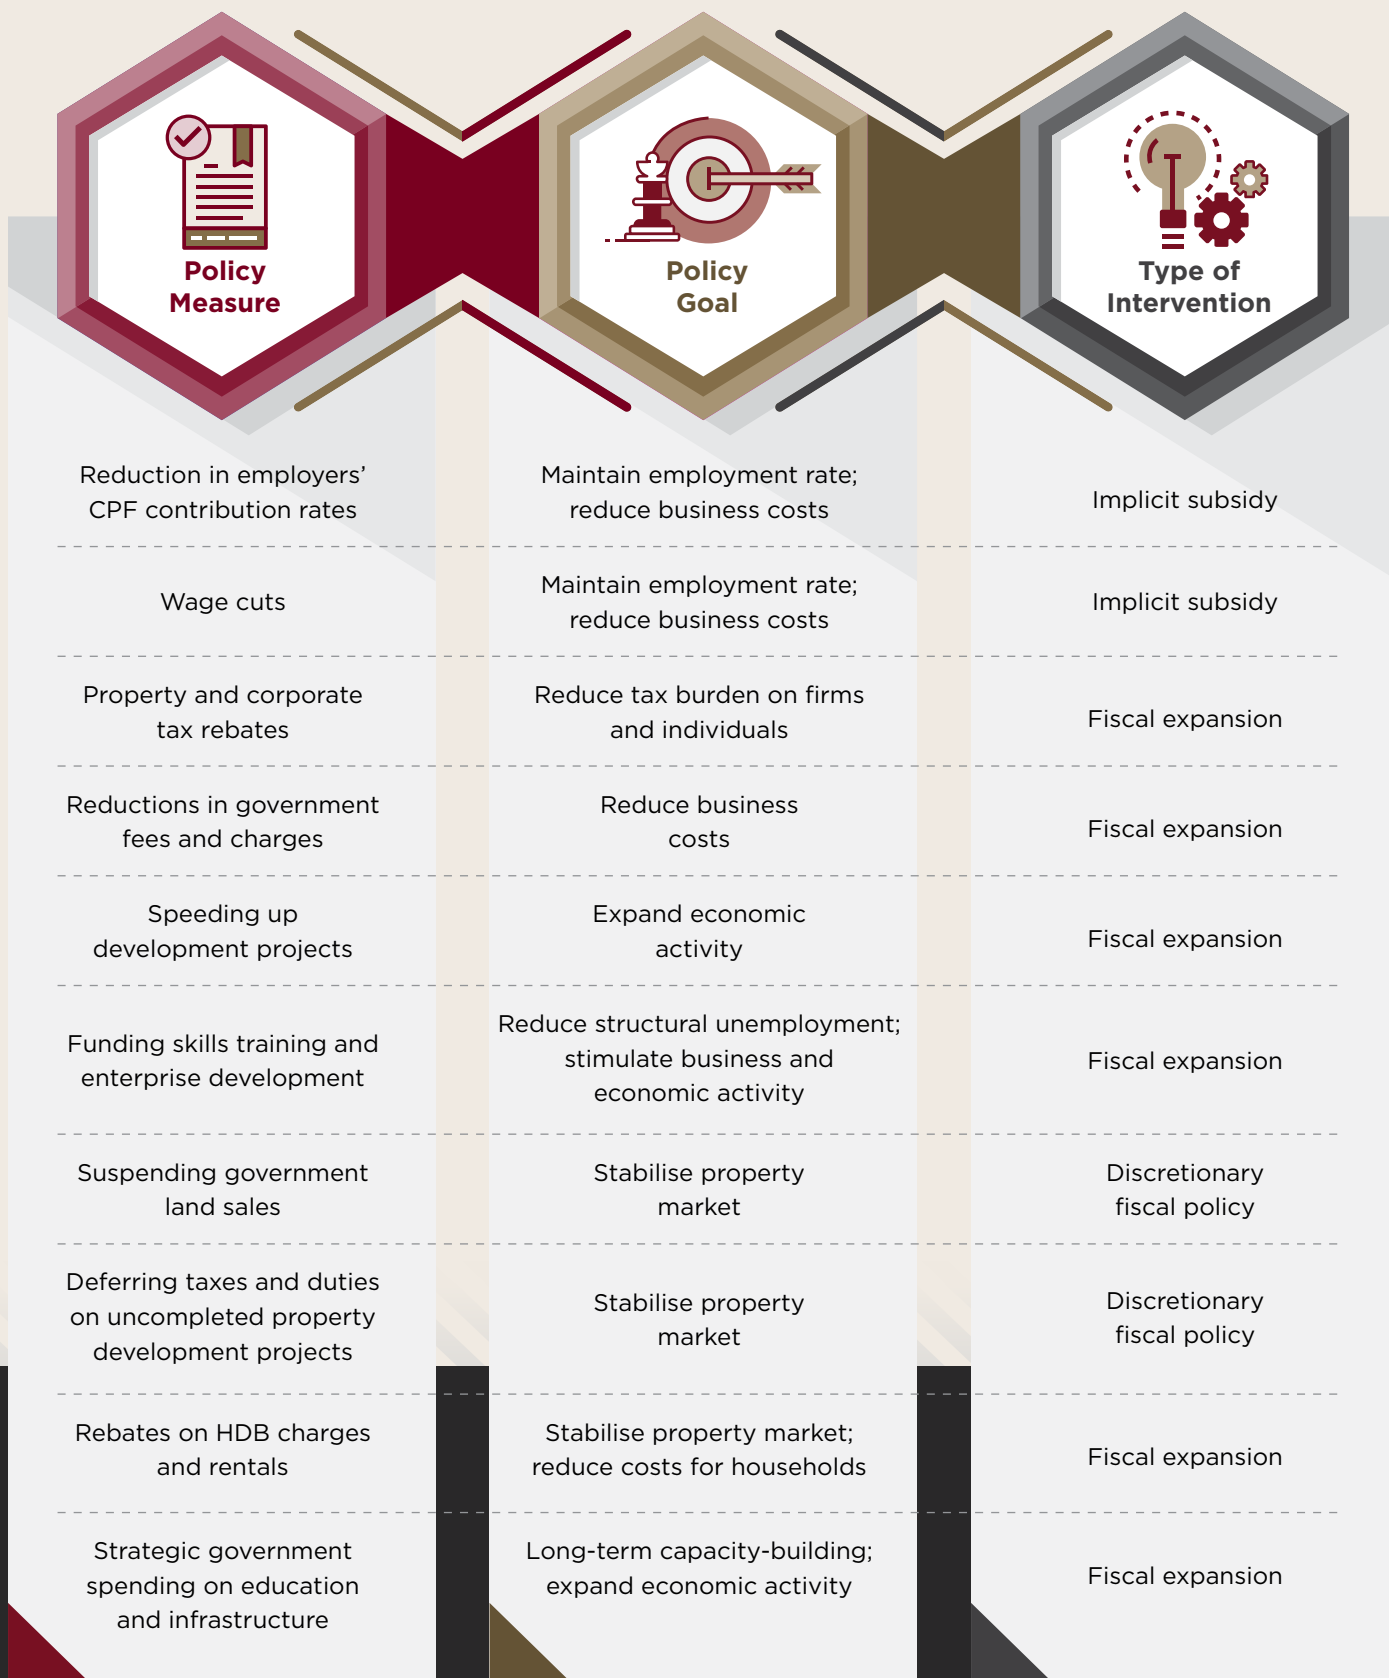 Policy
Measure
Policy
Goal
Type of
Intervention
Reduction in employers’
CPF contribution rates
Maintain employment rate;
reduce business costs
Implicit subsidy
Wage cuts
Maintain employment rate;
reduce business costs
Implicit subsidy
Property and corporate
tax rebates
Reduce tax burden on firms
and individuals
Fiscal expansion
Reductions in government
fees and charges
Reduce business
costs
Fiscal expansion
Speeding up
development projects
Expand economic
activity
Fiscal expansion
Funding skills training and
enterprise development
Reduce structural unemployment;
stimulate business and
economic activity
Fiscal expansion
Suspending government
land sales
Stabilise property
market
Discretionary
fiscal policy
Deferring taxes and duties
on uncompleted property
development projects
Stabilise property
market
Discretionary
fiscal policy
Rebates on HDB charges
and rentals
Stabilise property market;
reduce costs for households
Fiscal expansion
Strategic government
spending on education
and infrastructure
Long-term capacity-building;
expand economic activity
Fiscal expansion